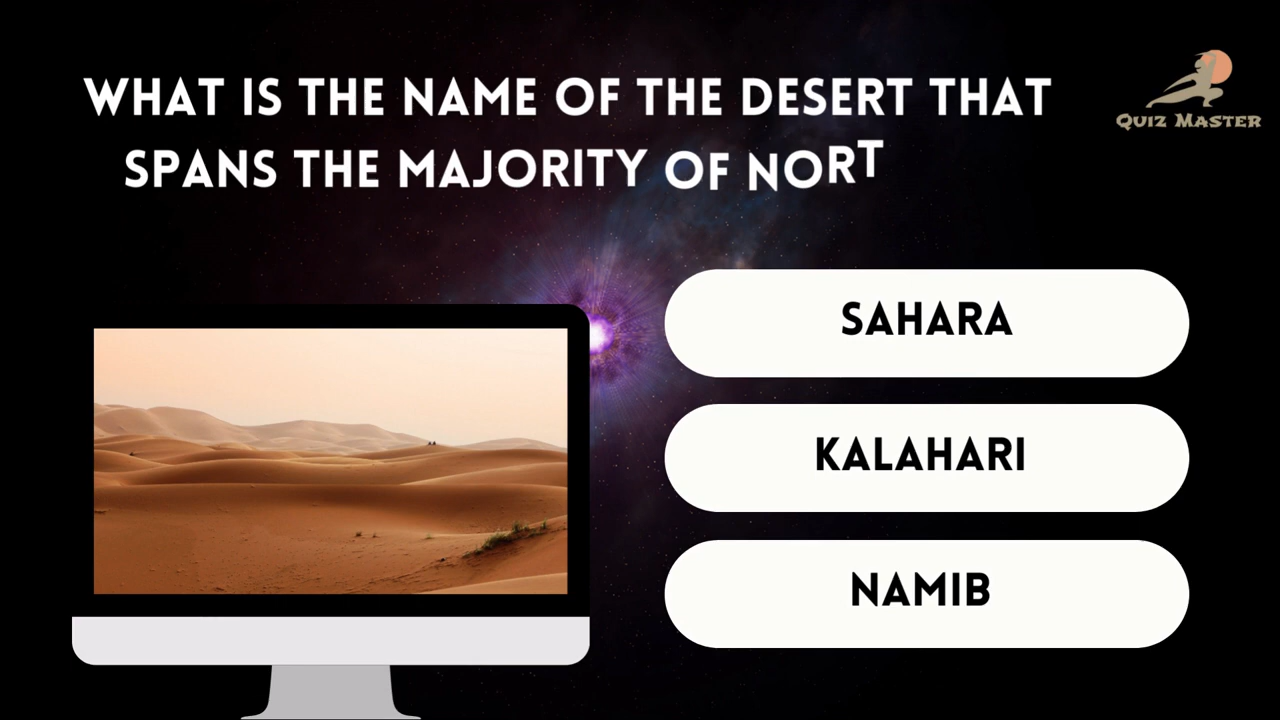 WHAT IS THE NAME OF THE DESERT THAT
SPANS THE MAJORITY OF NORT
QUIZ MASTER
SAHARA
KALAHARI
NAMIB